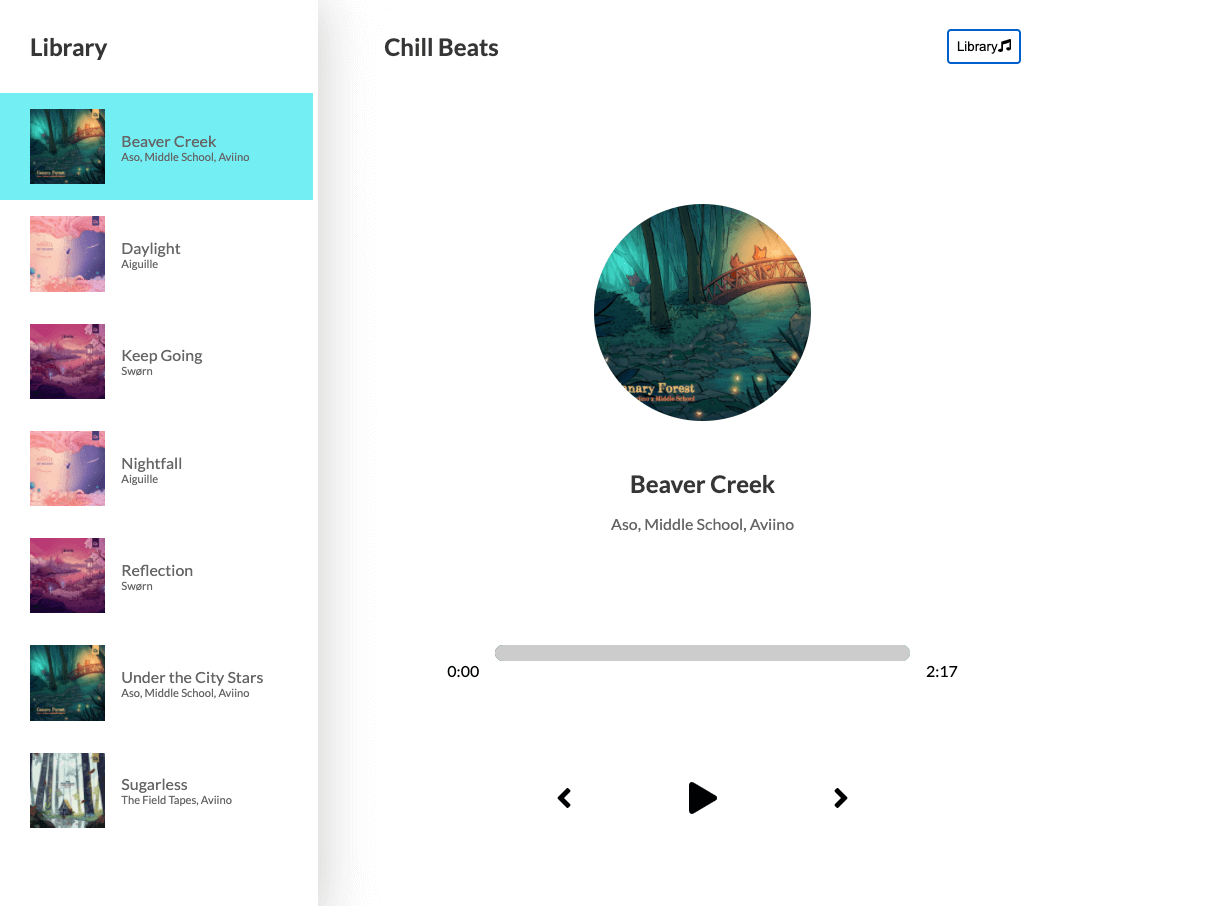 Library
Chill Beats
Library
Beaver Creek
Aso, Middle School, Aviino
Daylight
Aiguille
Keep Going
Swørn
Nightfall
Aiguille
Reflection
Swørn
Under the City Stars
Aso, Middle School, Aviino
Sugarless
The Field Tapes, Aviino
nary Forest
Beaver Creek
Aso, Middle School, Aviino
0:00
2:17